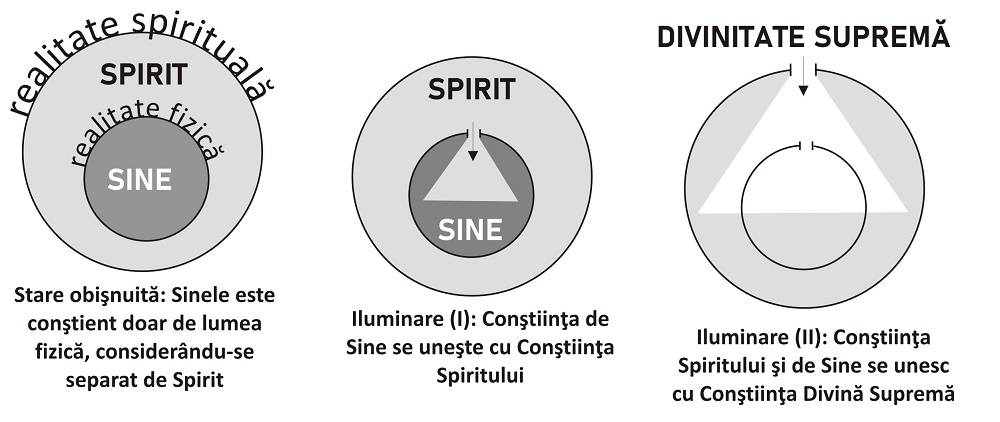 realitate spirituală
SPIRIT
realitate fizică
SINE
Stare obişnuită: Sinele este
conştient doar de lumea
fizică, considerându-se
separat de Spirit
SPIRIT
SINE
Iluminare (I): Conştiinţa de
Sine se uneşte cu Conştiinţa
Spiritului
DIVINITATE SUPREMĂ
Iluminare (II): Conştiinţa
Spiritului şi de Sine se unesc
cu Conştiinţa Divină Supremă